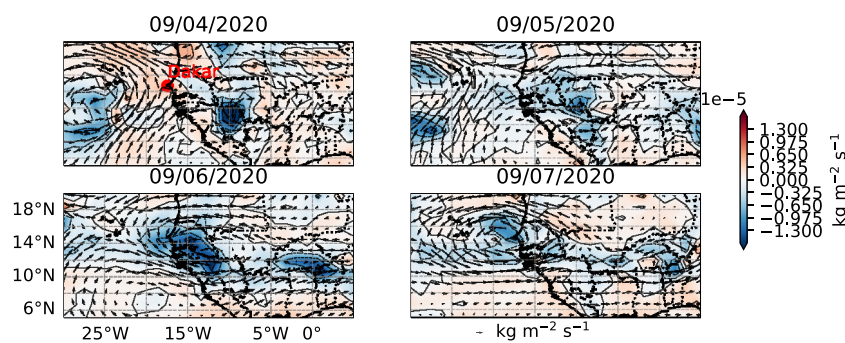 09/04/2020
09/05/2020
Dakar
1e−5
1.300
0.975
0.650
0.325
0.000
−0.325
−0.650
−0.975
−1.300
kg m−2 s−1
09/06/2020
09/07/2020
18°N
14°N
10°N
6°N
25°W
15°W
5°W
0°
kg m−2 s−1